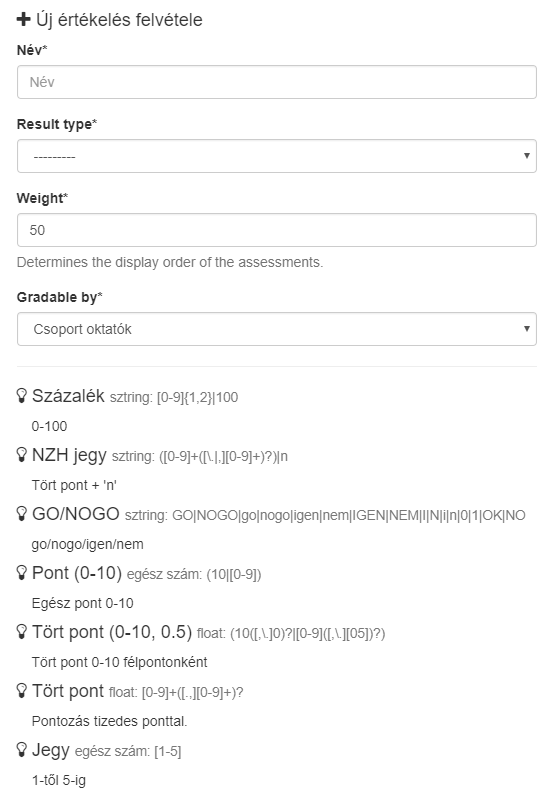 Új értékelés felvétele
Név*
Név
Result type*
---------
Weight*
50
Determines the display order of the assessments.
Gradable by*
Csoport oktatók
Százalék sztring: [0-9]{1,2}|100
0-100
NZH jegy sztring: ([0-9]+([\.|,][0-9]+)?)|n
Tört pont + 'n'
GO/NOGO sztring: GO|NOGO|go|nogo|igen|nem|IGEN|NEM|I|N|i|n|0|1|OK|NO
go/nogo/igen/nem
Pont (0-10) egész szám: (10|[0-9])
Egész pont 0-10
Tört pont (0-10, 0.5) float: (10([,\.]0)?|[0-9]([,\.][05])?)
Tört pont 0-10 félpontonként
Tört pont float: [0-9]+([.,][0-9]+)?
Pontozás tizedes ponttal.
Jegy egész szám: [1-5]
1-től 5-ig